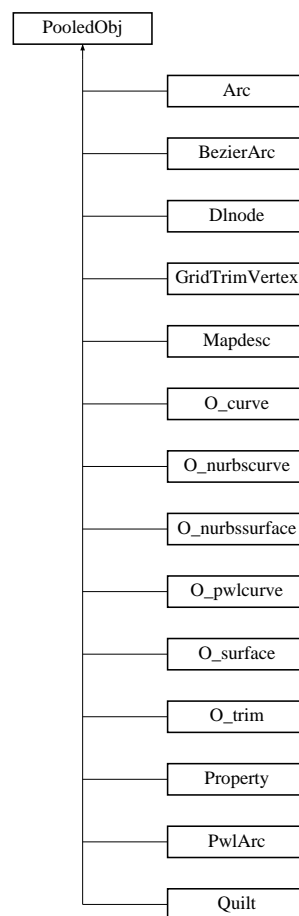 PooledObj
Arc
BezierArc
Dlnode
GridTrimVertex
Mapdesc
O_curve
O_nurbscurve
O_nurbssurface
O_pwlcurve
O_surface
O_trim
Property
PwlArc
Quilt